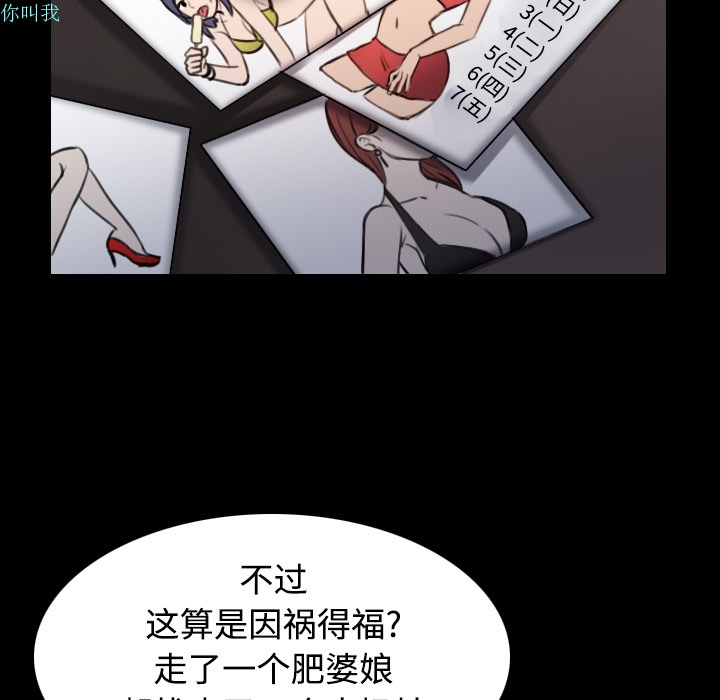 你叫我
(日)
3(一)
4(二)
5(三)
6(四)
7(五)
不过
这算是因祸得福?
走了一个肥婆娘